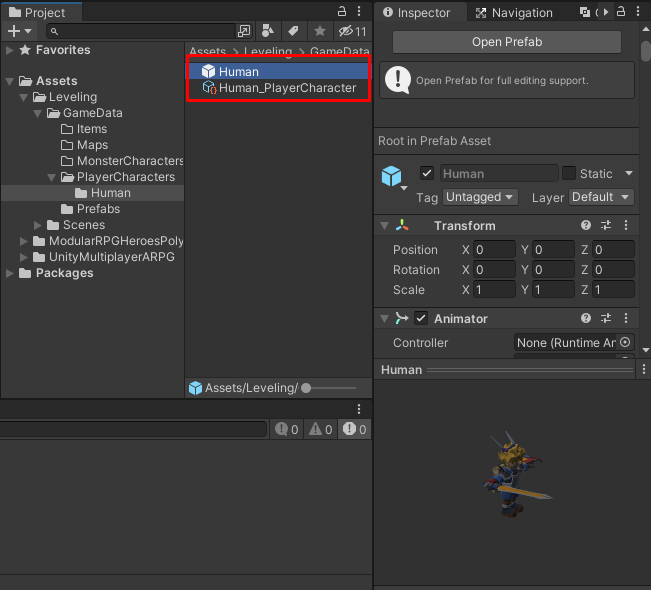 Project
11
Favorites
Assets
Leveling
GameData
Items
Maps
MonsterCharacters
PlayerCharacters
Human
Prefabs
Scenes
ModularRPGHeroesPoly
UnityMultiplayerARPG
Packages
Assets > Leveling > GameData
Human
Human_PlayerCharacter
Assets/Leveling/
0 0 0
Inspector Navigation
Open Prefab
Open Prefab for full editing support.
Root in Prefab Asset
Human Static
Tag Untagged Layer Default
Transform
Position X 0 Y 0 Z 0
Rotation X 0 Y 0 Z 0
Scale X 1 Y 1 Z 1
Animator
Controller None (Runtime An
Human